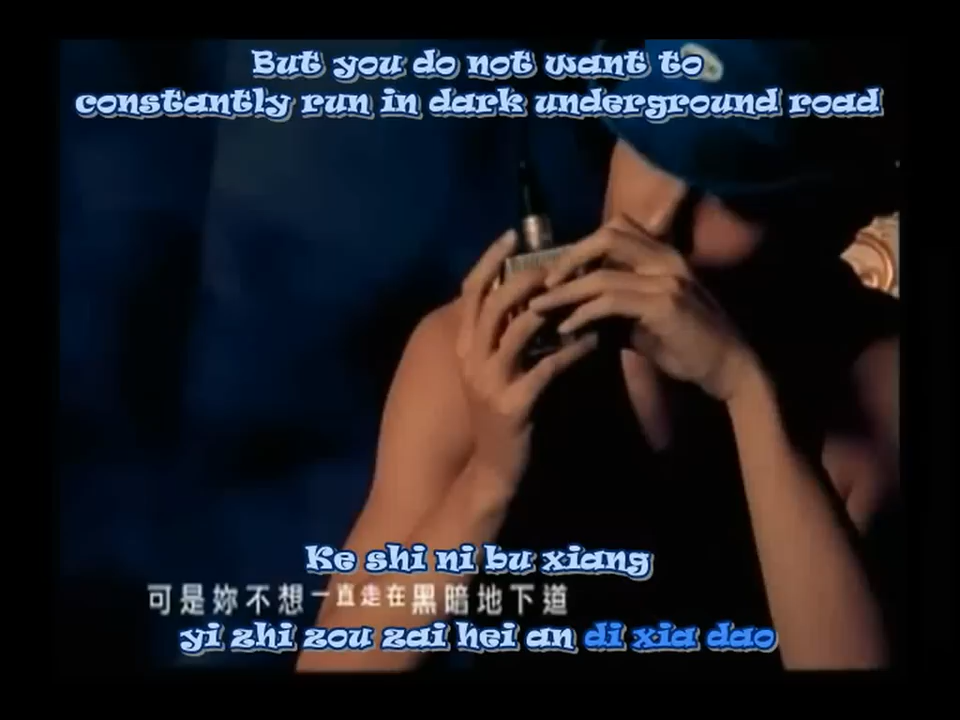 But you do not want to
constantly run in dark underground road
Ke shi ni bu xiang
可是妳不想一直走在黑暗地下道
yi zhi zou zai hei an di xia dao